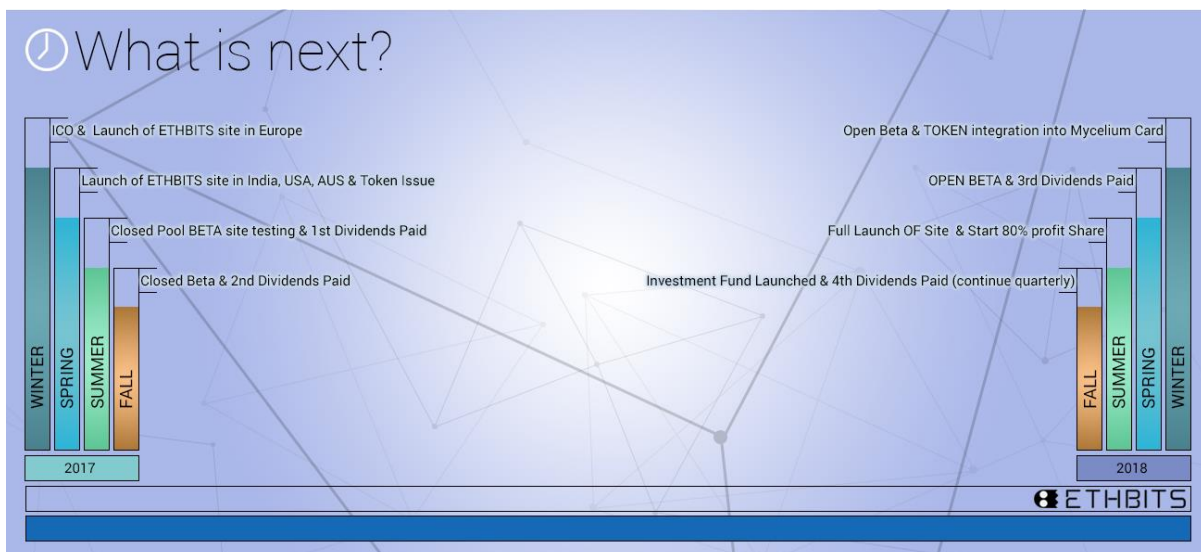 What is next?
ICO & Launch of ETHBITS site in Europe
Launch of ETHBITS site in India, USA, AUS & Token Issue
Closed Pool BETA site testing & 1st Dividends Paid
Closed Beta & 2nd Dividends Paid
WINTER
SPRING
SUMMER
FALL
2017
Open Beta & TOKEN integration into Mycelium Card
OPEN BETA & 3rd Dividends Paid
Full Launch OF Site & Start 80% profit Share
Investment Fund Launched & 4th Dividends Paid (continue quarterly)
FALL
SUMMER
SPRING
WINTER
2018
ETHBITS